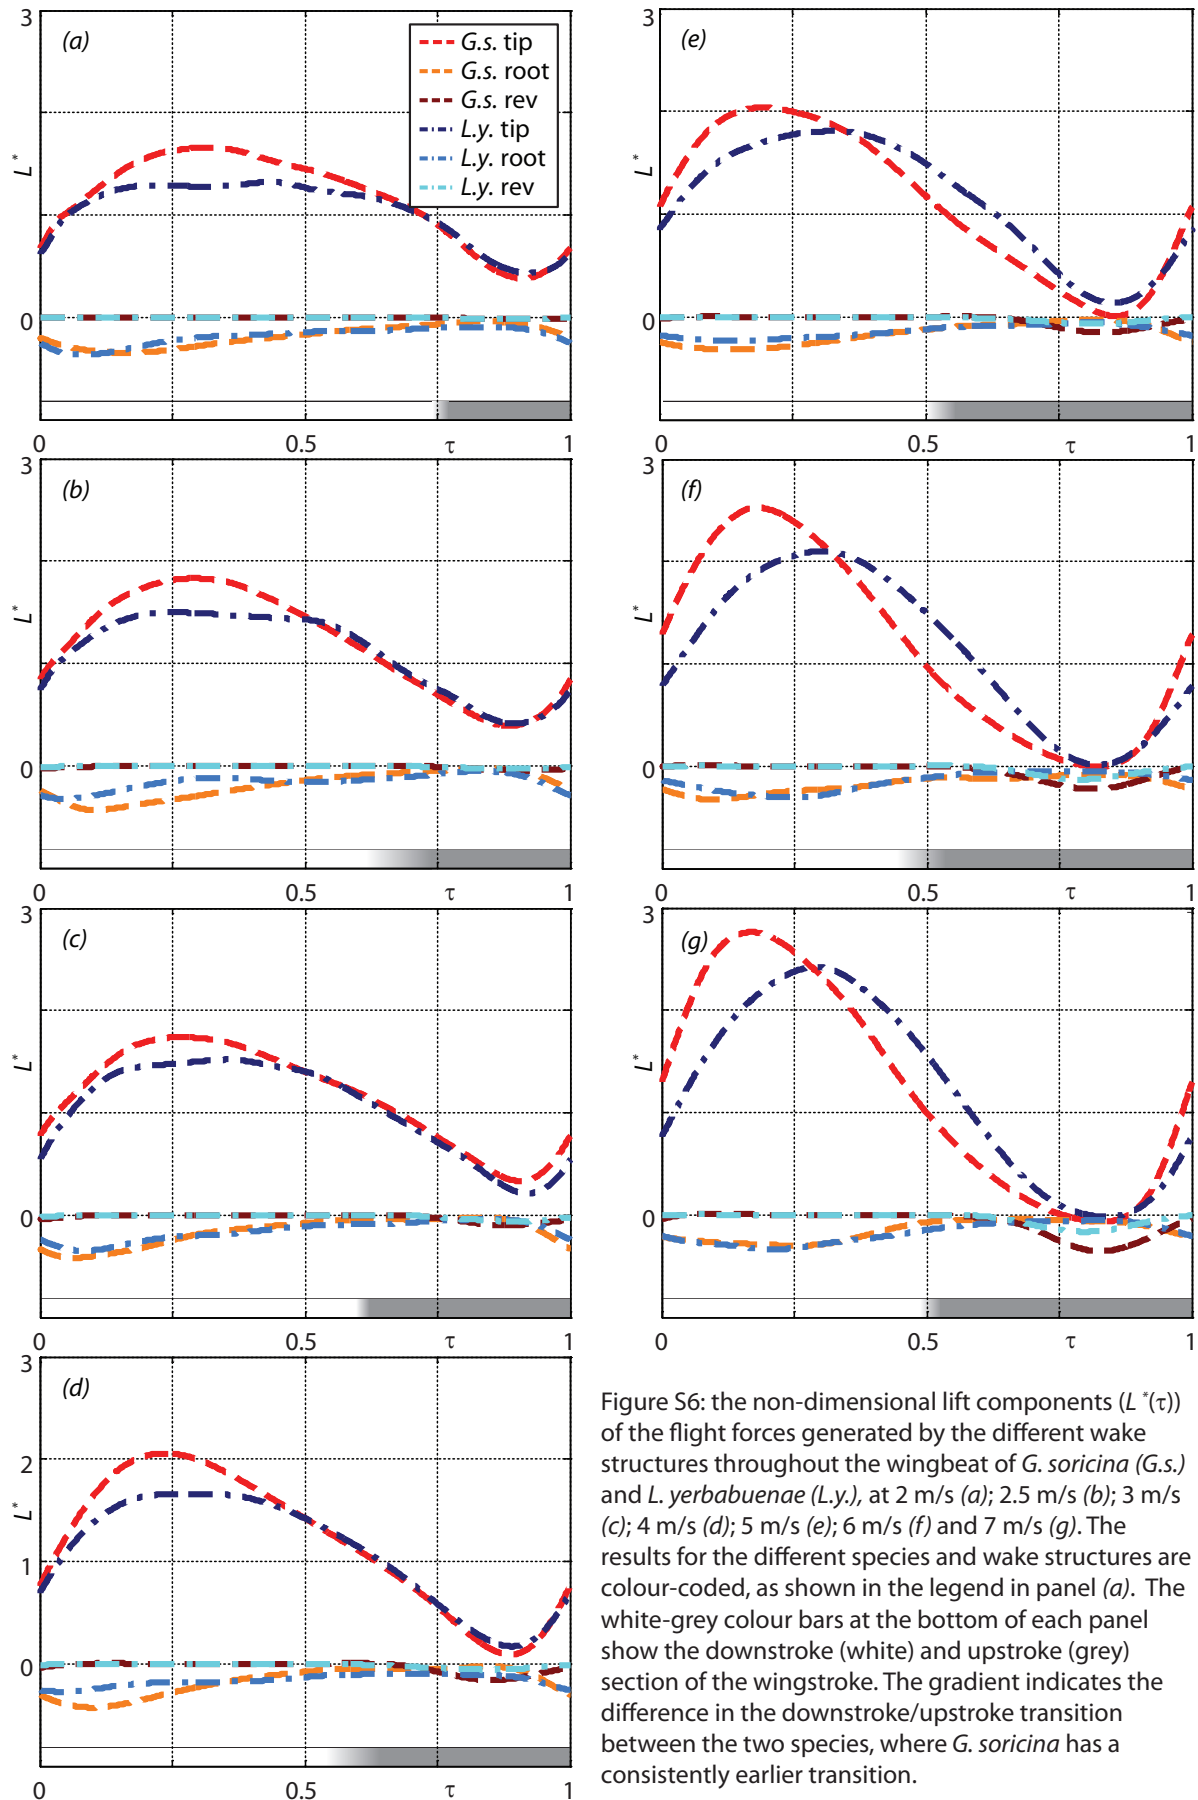 3
(a)
G.s. tip
G.s. root
G.s. rev
L.y. tip
L.y. root
L.y. rev
L*
0
0
0.5
τ
1
3
(b)
L*
0
0
0.5
τ
1
3
(c)
L*
0
0
0.5
τ
1
3
(d)
2
L*
1
0
0
0.5
τ
1
3
(e)
L*
0
0
0.5
τ
1
3
(f)
L*
0
0
0.5
τ
1
3
(g)
L*
0
0
0.5
τ
1
Figure S6: the non-dimensional lift components (L*(τ))
of the flight forces generated by the different wake
structures throughout the wingbeat of G. soricina (G.s.)
and L. yerbabuenae (L.y.), at 2 m/s (a); 2.5 m/s (b); 3 m/s
(c); 4 m/s (d); 5 m/s (e); 6 m/s (f) and 7 m/s (g). The
results for the different species and wake structures are
colour-coded, as shown in the legend in panel (a). The
white-grey colour bars at the bottom of each panel
show the downstroke (white) and upstroke (grey)
section of the wingstroke. The gradient indicates the
difference in the downstroke/upstroke transition
between the two species, where G. soricina has a
consistently earlier transition.